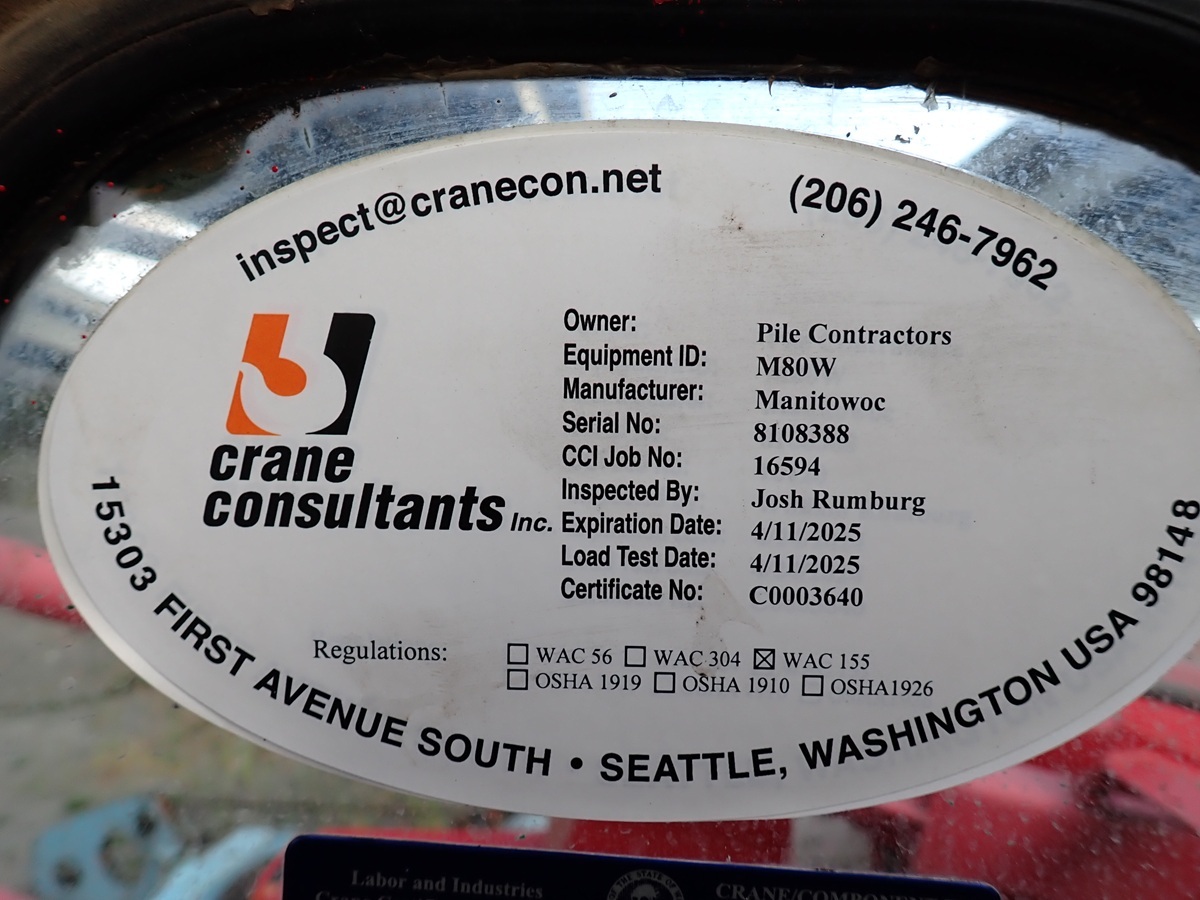 inspect@cranecon.net
(206) 246-7962
crane
consultants Inc.
Owner: Pile Contractors
Equipment ID: M80W
Manufacturer: Manitowoc
Serial No: 8108388
CCI Job No: 16594
Inspected By: Josh Rumburg
Expiration Date: 4/11/2025
Load Test Date: 4/11/2025
Certificate No: C0003640
Regulations: ☐ WAC 56 ☐ WAC 304 ☒ WAC 155
☐ OSHA 1919 ☐ OSHA 1910 ☐ OSHA1926
15303 FIRST AVENUE SOUTH • SEATTLE, WASHINGTON USA 98148
Labor and Industries
THE STATE OF